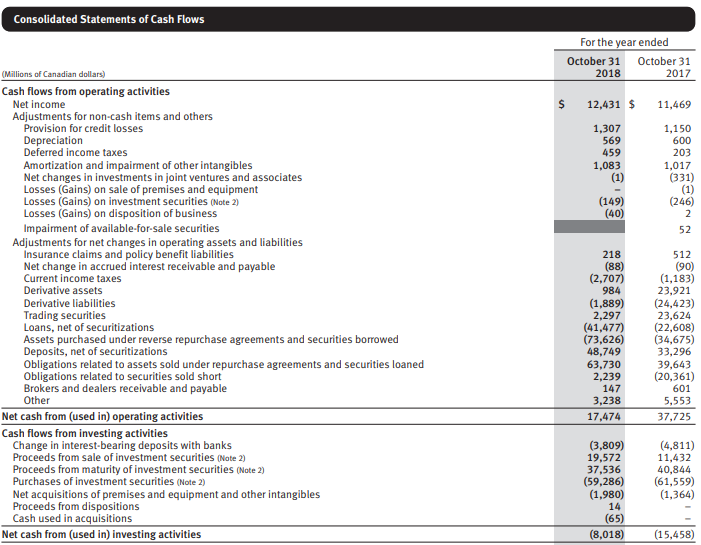 Consolidated Statements of Cash Flows
For the year ended
October 31 October 31
(Millions of Canadian dollars) 2018 2017
Cash flows from operating activities
Net income $ 12,431 $ 11,469
Adjustments for non-cash items and others
Provision for credit losses 1,307 1,150
Depreciation 569 600
Deferred income taxes 459 203
Amortization and impairment of other intangibles 1,083 1,017
Net changes in investments in joint ventures and associates (1) (331)
Losses (Gains) on sale of premises and equipment – (1)
Losses (Gains) on investment securities (Note 2) (149) (246)
Losses (Gains) on disposition of business (40) 2
Impairment of available-for-sale securities 52
Adjustments for net changes in operating assets and liabilities
Insurance claims and policy benefit liabilities 218 512
Net change in accrued interest receivable and payable (88) (90)
Current income taxes (2,707) (1,183)
Derivative assets 984 23,921
Derivative liabilities (1,889) (24,423)
Trading securities 2,297 23,624
Loans, net of securitizations (41,477) (22,608)
Assets purchased under reverse repurchase agreements and securities borrowed (73,626) (34,675)
Deposits, net of securitizations 48,749 33,296
Obligations related to assets sold under repurchase agreements and securities loaned 63,730 39,643
Obligations related to securities sold short 2,239 (20,361)
Brokers and dealers receivable and payable 147 601
Other 3,238 5,553
Net cash from (used in) operating activities 17,474 37,725
Cash flows from investing activities
Change in interest-bearing deposits with banks (3,809) (4,811)
Proceeds from sale of investment securities (Note 2) 19,572 11,432
Proceeds from maturity of investment securities (Note 2) 37,536 40,844
Purchases of investment securities (Note 2) (59,286) (61,559)
Net acquisitions of premises and equipment and other intangibles (1,980) (1,364)
Proceeds from dispositions 14 –
Cash used in acquisitions (65) –
Net cash from (used in) investing activities (8,018) (15,458)